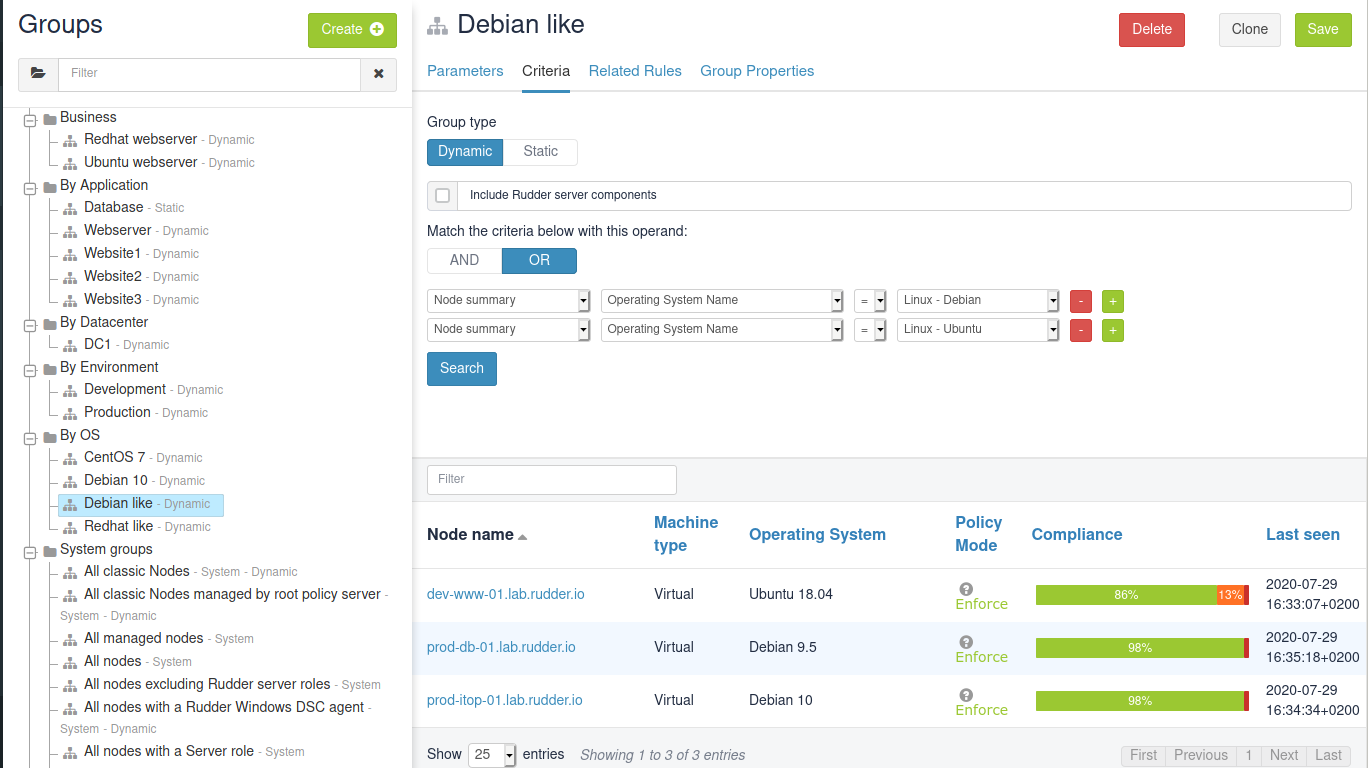 Groups
Create
Filter
Business
Redhat webserver - Dynamic
Ubuntu webserver - Dynamic
By Application
Database - Static
Webserver - Dynamic
Website1 - Dynamic
Website2 - Dynamic
Website3 - Dynamic
By Datacenter
DC1 - Dynamic
By Environment
Development - Dynamic
Production - Dynamic
By OS
CentOS 7 - Dynamic
Debian 10 - Dynamic
Debian like - Dynamic
Redhat like - Dynamic
System groups
All classic Nodes - System - Dynamic
All classic Nodes managed by root policy server -
System - Dynamic
All managed nodes - System
All nodes - System
All nodes excluding Rudder server roles - System
All nodes with a Rudder Windows DSC agent -
System - Dynamic
All nodes with a Server role - System
Debian like
Delete Clone Save
Parameters Criteria Related Rules Group Properties
Group type
Dynamic Static
Include Rudder server components
Match the criteria below with this operand:
AND OR
Node summary Operating System Name = Linux - Debian - +
Node summary Operating System Name = Linux - Ubuntu - +
Search
Filter
Node name Machine type Operating System Policy Mode Compliance Last seen
dev-www-01.lab.rudder.io Virtual Ubuntu 18.04 ? Enforce 86% 13% 2020-07-29 16:33:07+0200
prod-db-01.lab.rudder.io Virtual Debian 9.5 ? Enforce 98% 2020-07-29 16:35:18+0200
prod-itop-01.lab.rudder.io Virtual Debian 10 ? Enforce 98% 2020-07-29 16:34:34+0200
Show 25 entries Showing 1 to 3 of 3 entries First Previous 1 Next Last